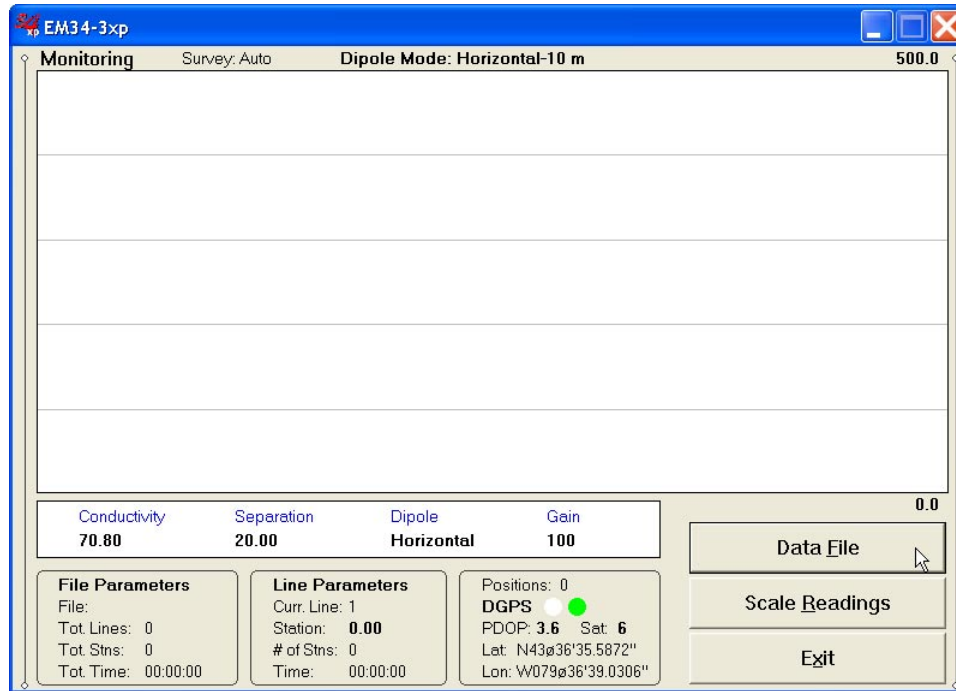 EM34-3xp
Monitoring Survey: Auto Dipole Mode: Horizontal-10 m 500.0
0.0
Conductivity Separation Dipole Gain
70.80 20.00 Horizontal 100
Data File
Scale Readings
Exit
File Parameters
File:
Tot. Lines: 0
Tot. Stns: 0
Tot. Time: 00:00:00
Line Parameters
Curr. Line: 1
Station: 0.00
# of Stns: 0
Time: 00:00:00
Positions: 0
DGPS
PDOP: 3.6 Sat: 6
Lat: N43ø36'35.5872"
Lon: W079ø36'39.0306"